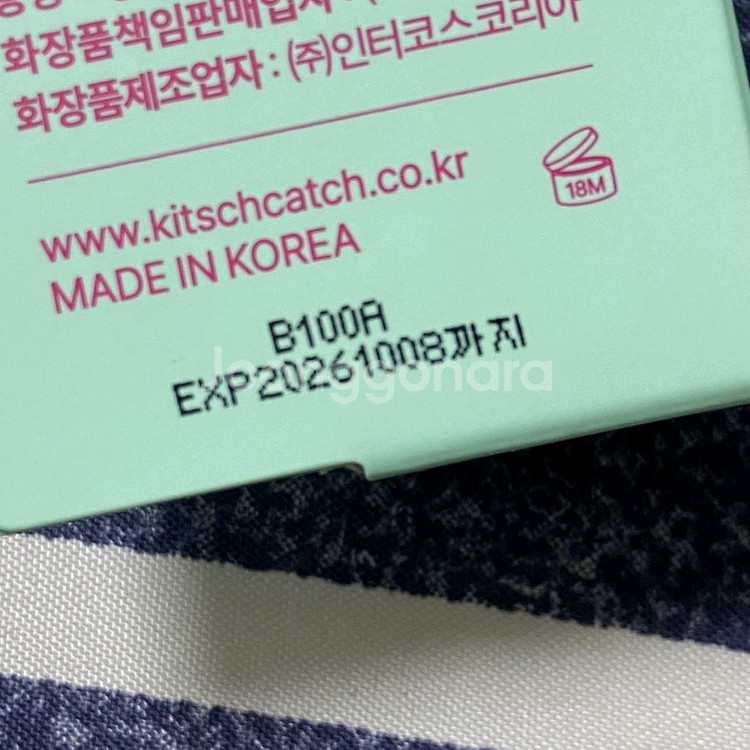 화장품책임판매업자 :
화장품제조업자 : (주)인터코스코리아
www.kitschcatch.co.kr
18M
MADE IN KOREA
B100A
EXP20261008까지